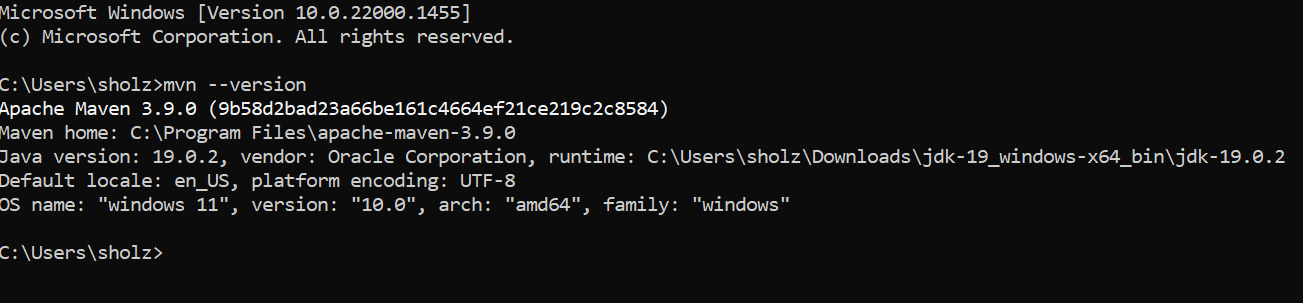 Microsoft Windows [Version 10.0.22000.1455]
(c) Microsoft Corporation. All rights reserved.
C:\Users\sholz>mvn --version
Apache Maven 3.9.0 (9b58d2bad23a66be161c4664ef21ce219c2c8584)
Maven home: C:\Program Files\apache-maven-3.9.0
Java version: 19.0.2, vendor: Oracle Corporation, runtime: C:\Users\sholz\Downloads\jdk-19_windows-x64_bin\jdk-19.0.2
Default locale: en_US, platform encoding: UTF-8
OS name: "windows 11", version: "10.0", arch: "amd64", family: "windows"
C:\Users\sholz>